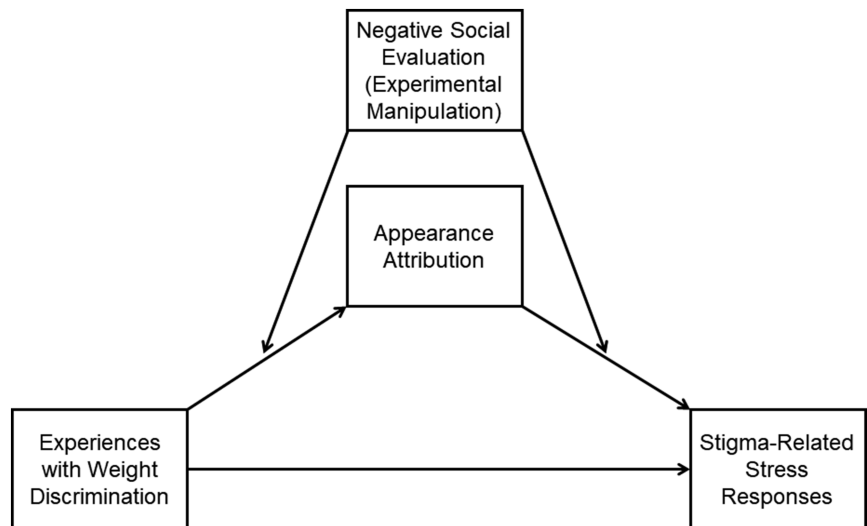 Negative Social
Evaluation
(Experimental
Manipulation)
Appearance
Attribution
Experiences
with Weight
Discrimination
Stigma-Related
Stress
Responses